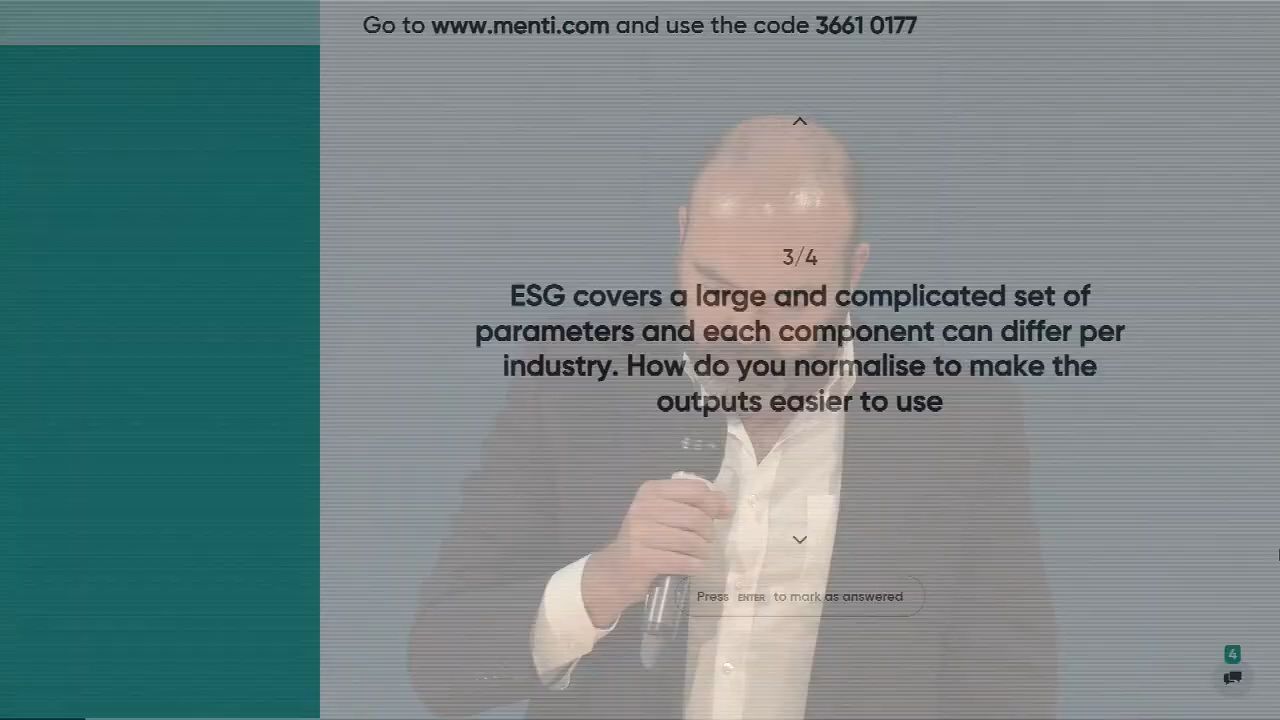 Go to www.menti.com and use the code 3661 0177
3/4
ESG covers a large and complicated set of
parameters and each component can differ per
industry. How do you normalise to make the
outputs easier to use
Press ENTER to mark as answered
4